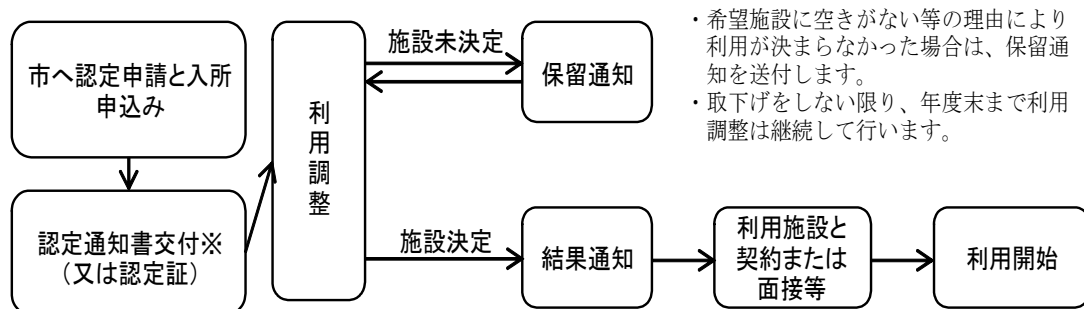 市へ認定申請と入所
申込み
認定通知書交付※
（又は認定証）
利用調整
施設未決定
保留通知
・希望施設に空きがない等の理由により
利用が決まらなかった場合は、保留通
知を送付します。
・取下げをしない限り、年度末まで利用
調整は継続して行います。
施設決定
結果通知
利用施設と
契約または
面接等
利用開始